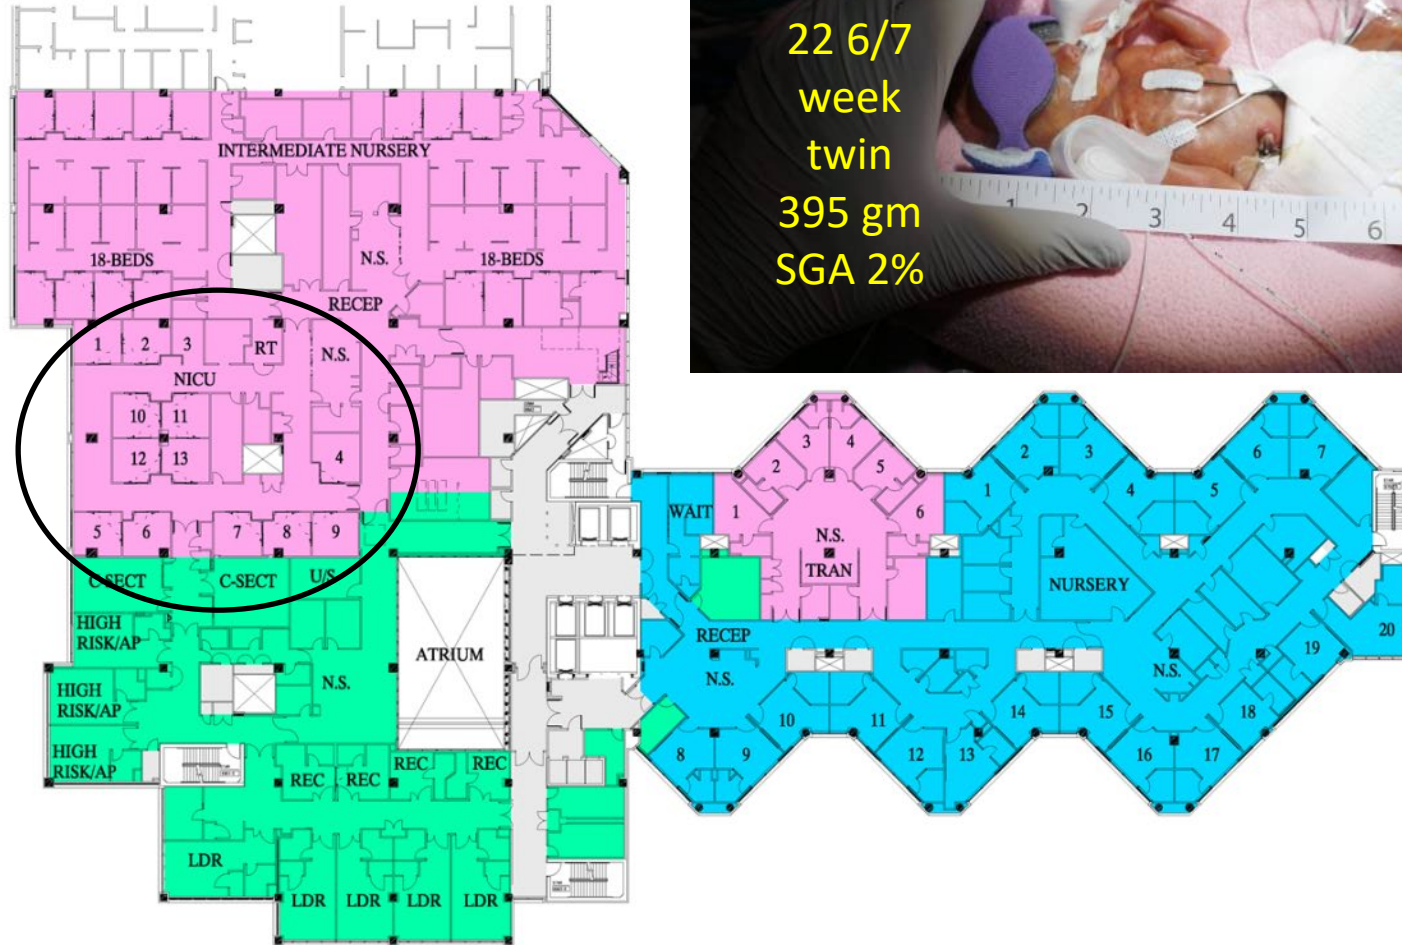 22 6/7
week
twin
395 gm
SGA 2%
1 2 3 4 5 6
INTERMEDIATE NURSERY
18-BEDS
N.S.
18-BEDS
RECEP
1 2 3
RT
N.S.
NICU
10 11
12 13
4
5 6 7 8 9
C-SECT
C-SECT
U/S
HIGH
RISK/AP
HIGH
RISK/AP
N.S.
HIGH
RISK/AP
ATRIUM
REC
REC
REC
REC
LDR
LDR
LDR
LDR
LDR
WAIT
1 2 3 4 5 6
N.S.
TRAN
1 2 3 4 5 6 7
NURSERY
RECEP
N.S.
N.S.
8 9 10 11 12 13 14 15 16 17 18 19 20